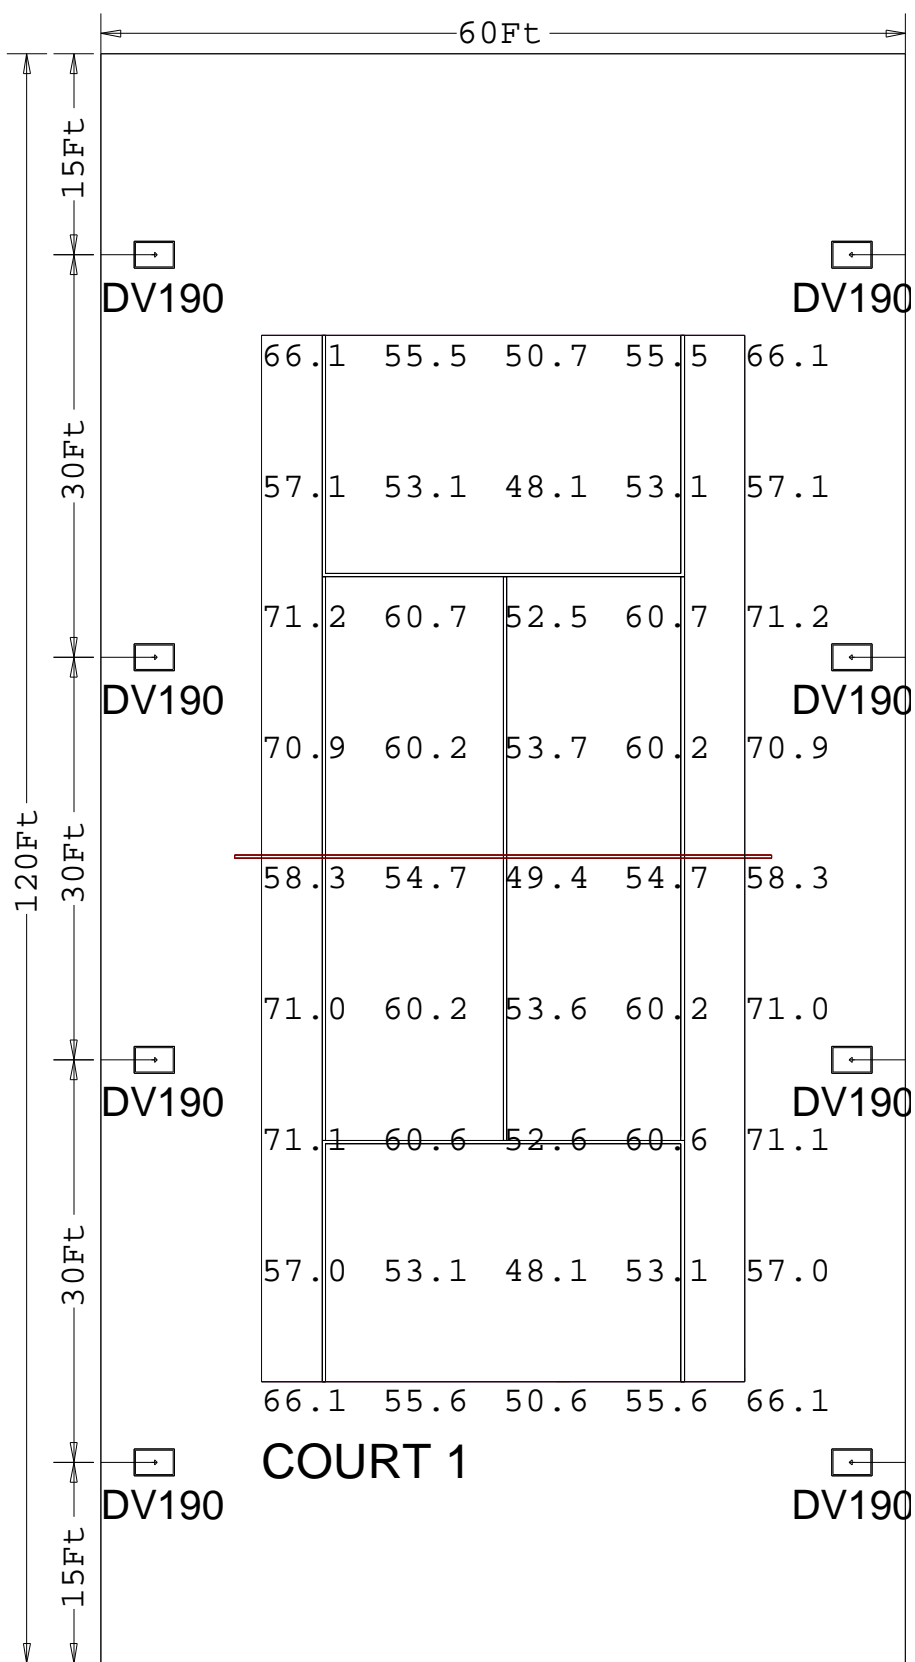 60Ft
15Ft
DV190 DV190
66.1 55.5 50.7 55.5 66.1
30Ft
57.1 53.1 48.1 53.1 57.1
71.2 60.7 52.5 60.7 71.2
DV190 DV190
70.9 60.2 53.7 60.2 70.9
120Ft
30Ft
58.3 54.7 49.4 54.7 58.3
71.0 60.2 53.6 60.2 71.0
DV190 DV190
71.1 60.6 52.6 60.6 71.1
30Ft
57.0 53.1 48.1 53.1 57.0
66.1 55.6 50.6 55.6 66.1
COURT 1
DV190 DV190
15Ft